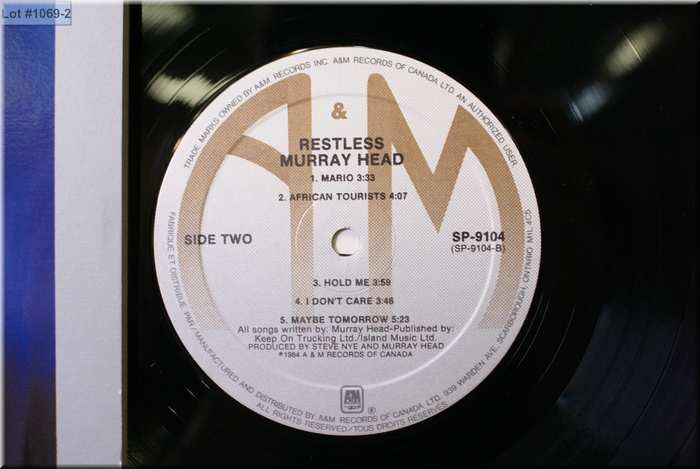 Lot #1069-2
TRADE MARKS OWNED BY A&M RECORDS INC. A&M RECORDS OF CANADA LTD. AN AUTHORIZED USER
&
A M
RESTLESS
MURRAY HEAD
1. MARIO 3:33
2. AFRICAN TOURISTS 4:07
SIDE TWO
SP-9104
(SP-9104-B)
3. HOLD ME 3:59
4. I DON'T CARE 3:46
5. MAYBE TOMORROW 5:23
All songs written by: Murray Head-Published by:
Keep On Trucking Ltd./Island Music Ltd.
PRODUCED BY STEVE NYE AND MURRAY HEAD
℗1984 A & M RECORDS OF CANADA
A&M
®
FABRIQUE ET DISTRIBUE PAR/MANUFACTURED AND DISTRIBUTED BY A&M RECORDS OF CANADA LTD. 939 WARDEN AVE, SCARBOROUGH, ONTARIO M1L 4C5
ALL RIGHTS RESERVED/TOUS DROITS RESERVES